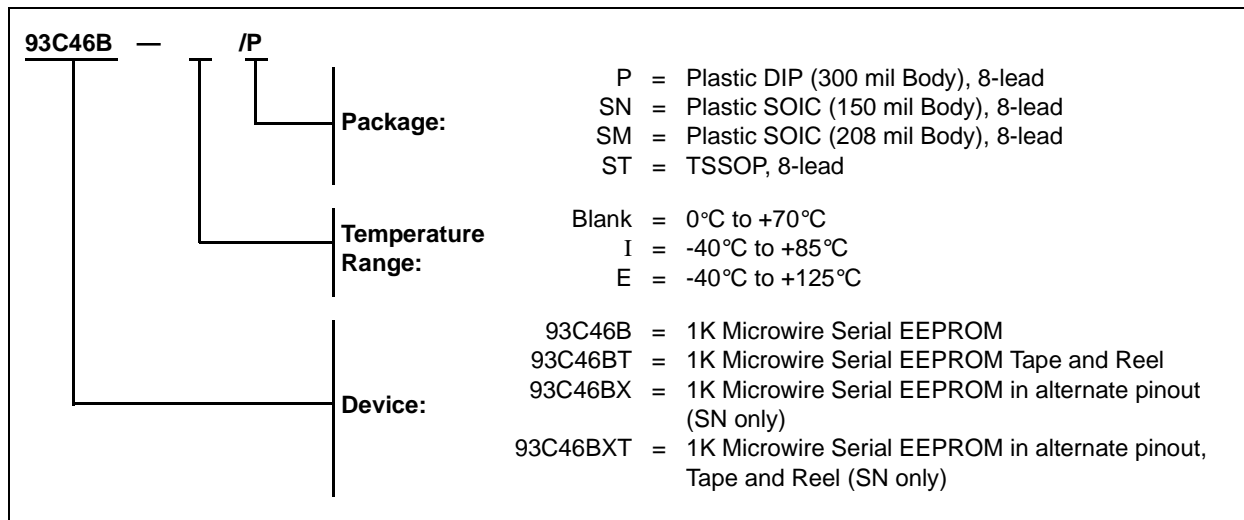 93C46B — /P
Package:
P = Plastic DIP (300 mil Body), 8-lead
SN = Plastic SOIC (150 mil Body), 8-lead
SM = Plastic SOIC (208 mil Body), 8-lead
ST = TSSOP, 8-lead
Temperature
Range:
Blank = 0°C to +70°C
I = -40°C to +85°C
E = -40°C to +125°C
Device:
93C46B = 1K Microwire Serial EEPROM
93C46BT = 1K Microwire Serial EEPROM Tape and Reel
93C46BX = 1K Microwire Serial EEPROM in alternate pinout
(SN only)
93C46BXT = 1K Microwire Serial EEPROM in alternate pinout,
Tape and Reel (SN only)